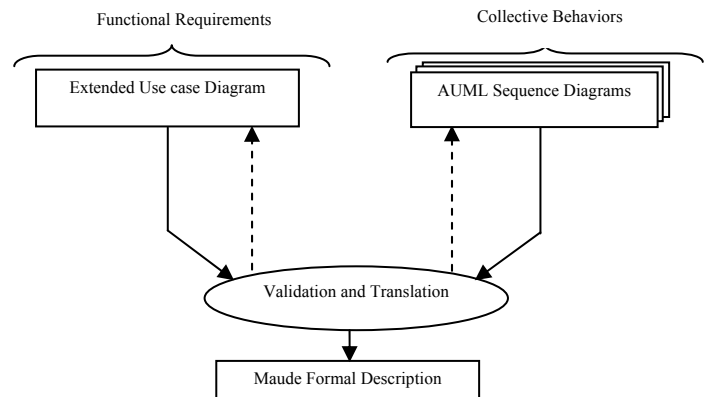 Functional Requirements
Collective Behaviors
Extended Use case Diagram
AUML Sequence Diagrams
Validation and Translation
Maude Formal Description